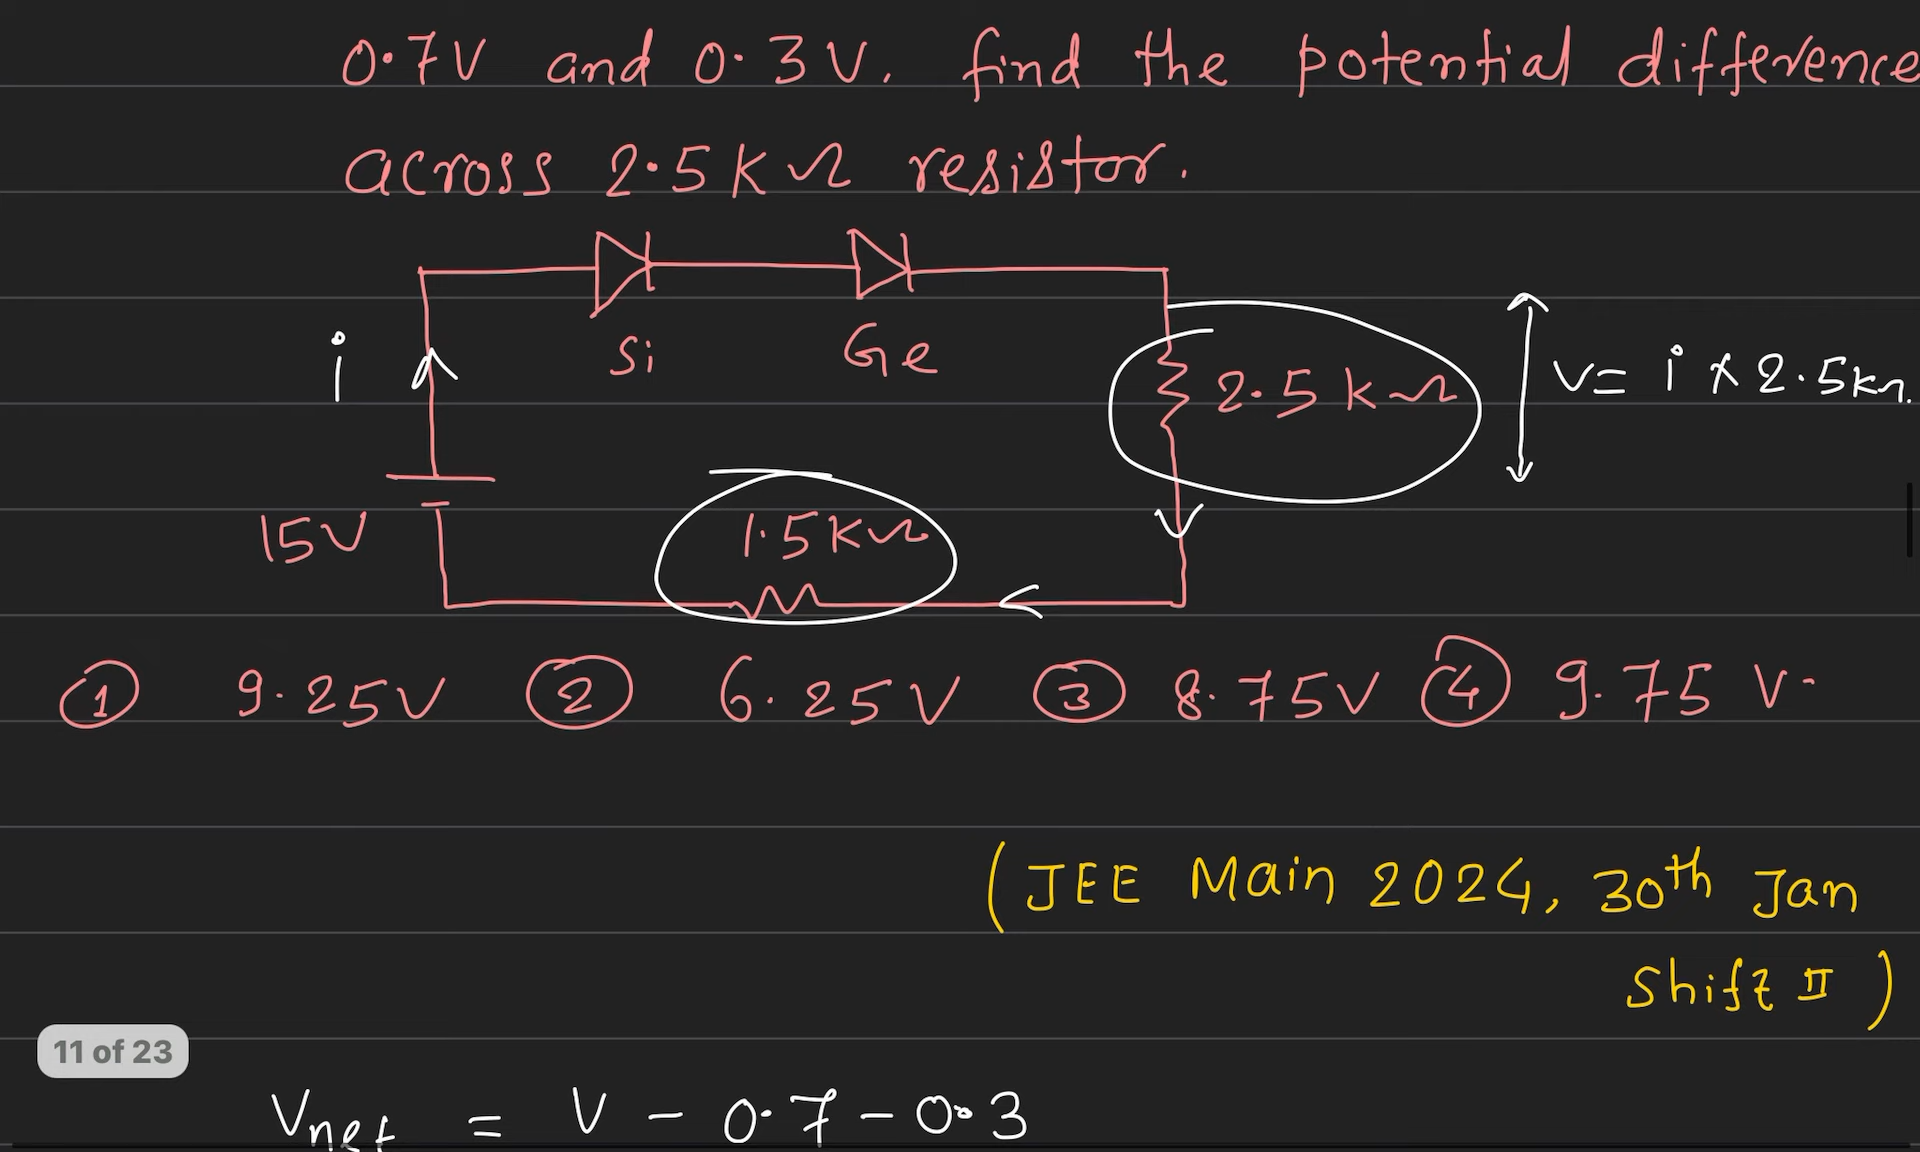 0.7V and 0.3V. find the potential difference
across 2.5KΩ resistor.
i
Si
Ge
2.5 KΩ
V= i × 2.5KΩ.
15V
1.5KΩ
① 9.25V ② 6.25V ③ 8.75V ④ 9.75 V.
(JEE Main 2024, 30th Jan
Shift II)
11 of 23
Vnet = V - 0.7 - 0.3